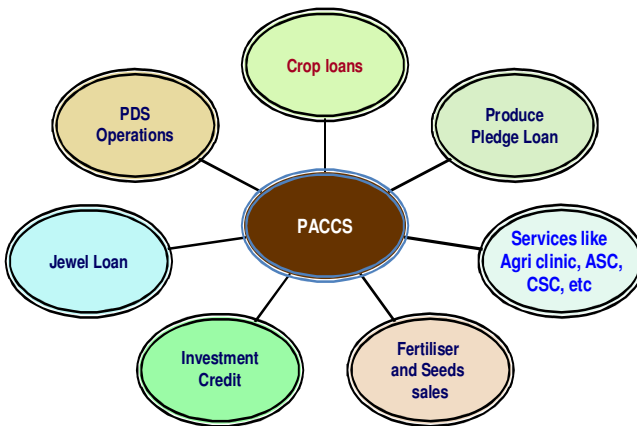 Crop loans
PDS
Operations
Produce
Pledge Loan
PACCS
Jewel Loan
Services like
Agri clinic, ASC,
CSC, etc
Investment
Credit
Fertiliser
and Seeds
sales